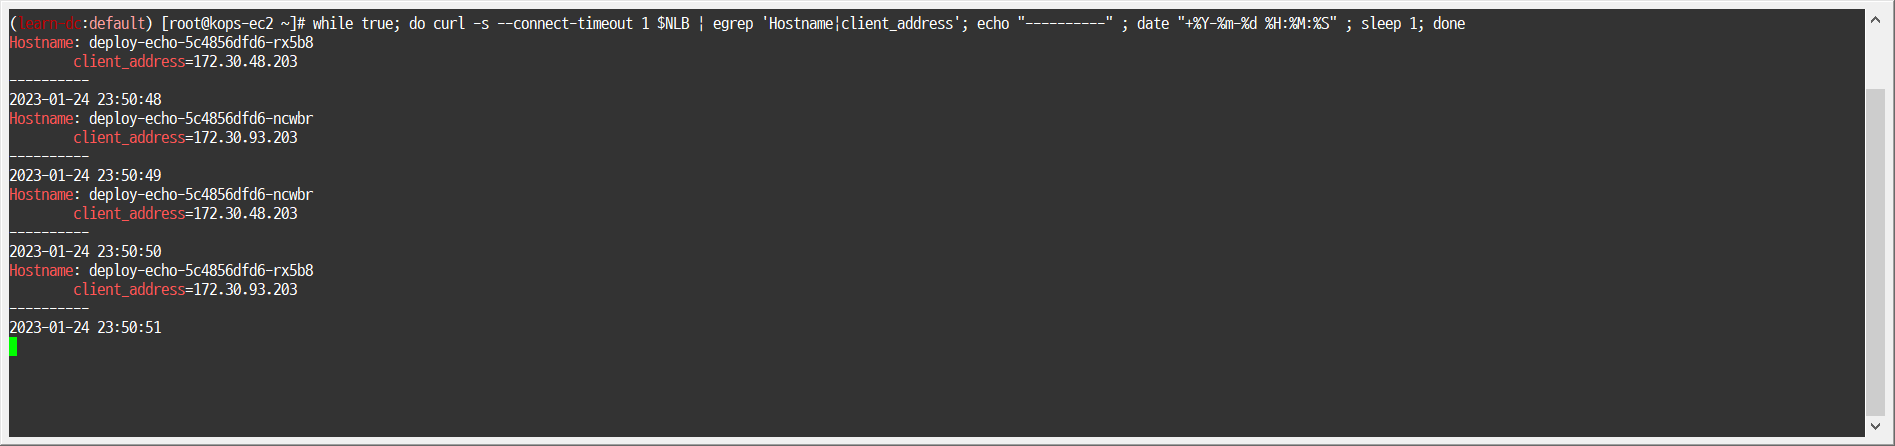 (learn-dc:default) [root@kops-ec2 ~]# while true; do curl -s --connect-timeout 1 $NLB | egrep 'Hostname|client_address'; echo "----------" ; date "+%Y-%m-%d %H:%M:%S" ; sleep 1; done
Hostname: deploy-echo-5c4856dfd6-rx5b8
        client_address=172.30.48.203
----------
2023-01-24 23:50:48
Hostname: deploy-echo-5c4856dfd6-ncwbr
        client_address=172.30.93.203
----------
2023-01-24 23:50:49
Hostname: deploy-echo-5c4856dfd6-ncwbr
        client_address=172.30.48.203
----------
2023-01-24 23:50:50
Hostname: deploy-echo-5c4856dfd6-rx5b8
        client_address=172.30.93.203
----------
2023-01-24 23:50:51